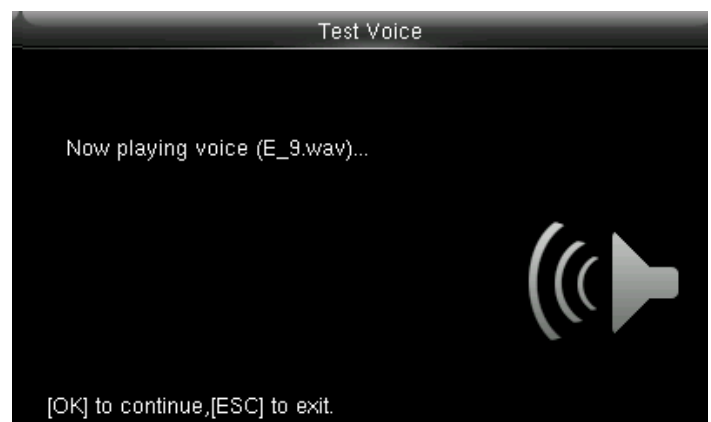 Test Voice
Now playing voice (E_9.wav)...
[OK] to continue,[ESC] to exit.